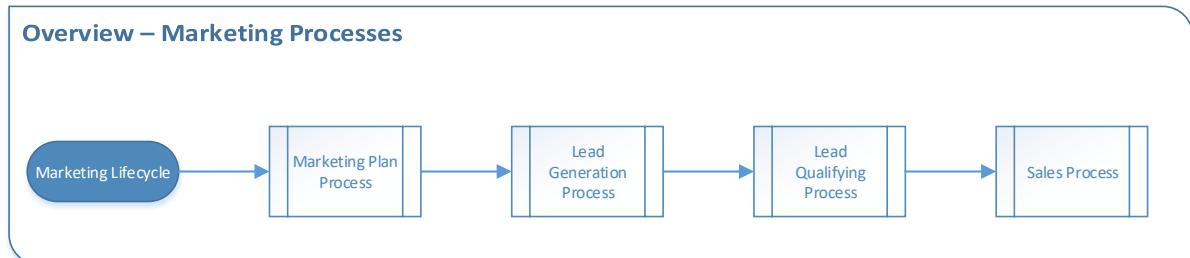 Overview – Marketing Processes
Marketing Lifecycle
Marketing Plan
Process
Lead
Generation
Process
Lead
Qualifying
Process
Sales Process